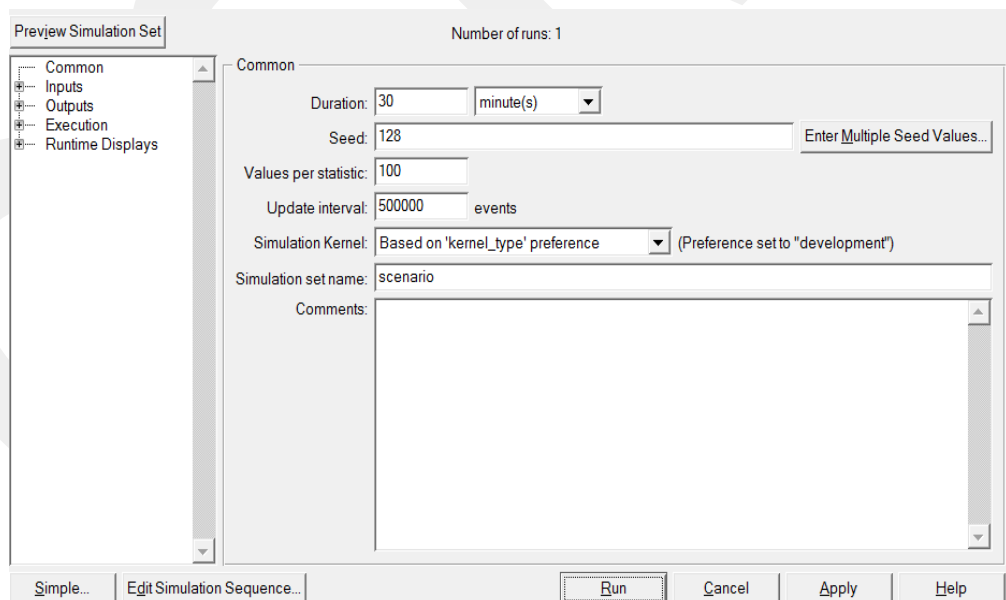 Preview Simulation Set
Number of runs: 1
Common
Inputs
Outputs
Execution
Runtime Displays
Common
Duration: 30 minute(s)
Seed: 128 Enter Multiple Seed Values...
Values per statistic: 100
Update interval: 500000 events
Simulation Kernel: Based on 'kernel_type' preference (Preference set to "development")
Simulation set name: scenario
Comments:
Simple... Edit Simulation Sequence... Run Cancel Apply Help